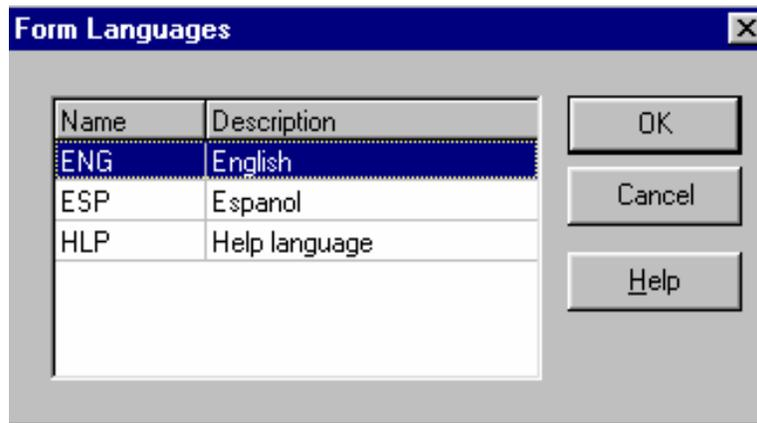 Form Languages
Name Description
ENG English
ESP Espanol
HLP Help language
OK
Cancel
Help